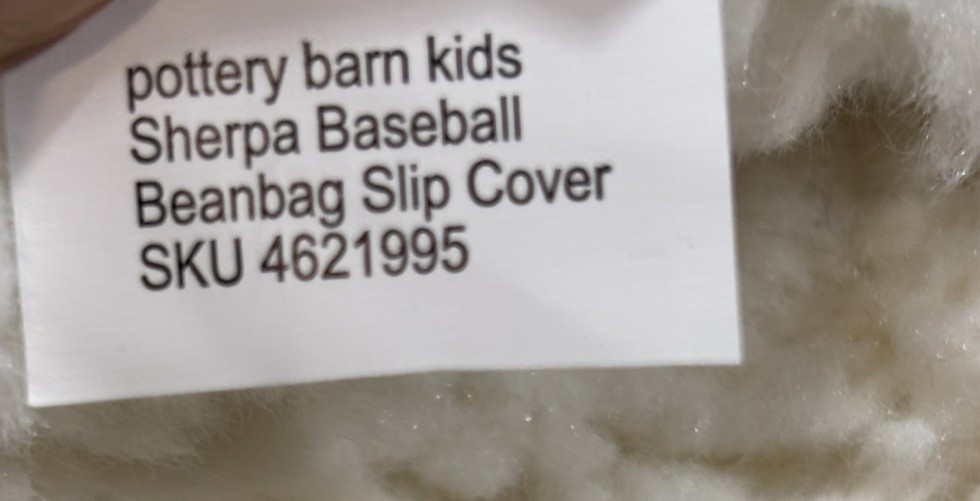 pottery barn kids
Sherpa Baseball
Beanbag Slip Cover
SKU 4621995